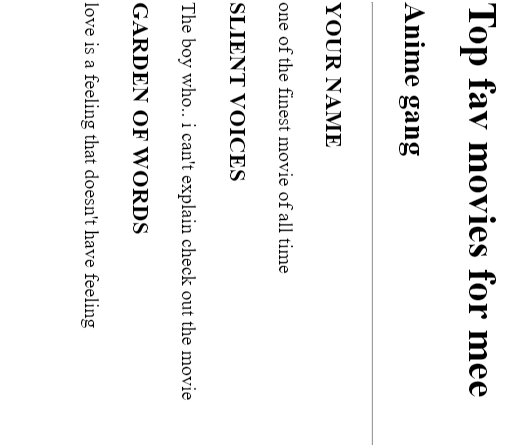 Top fav movies for mee
Anime gang
YOUR NAME
one of the finest movie of all time
SLIENT VOICES
The boy who.. i can't explain check out the movie
GARDEN OF WORDS
love is a feeling that doesn't have feeling